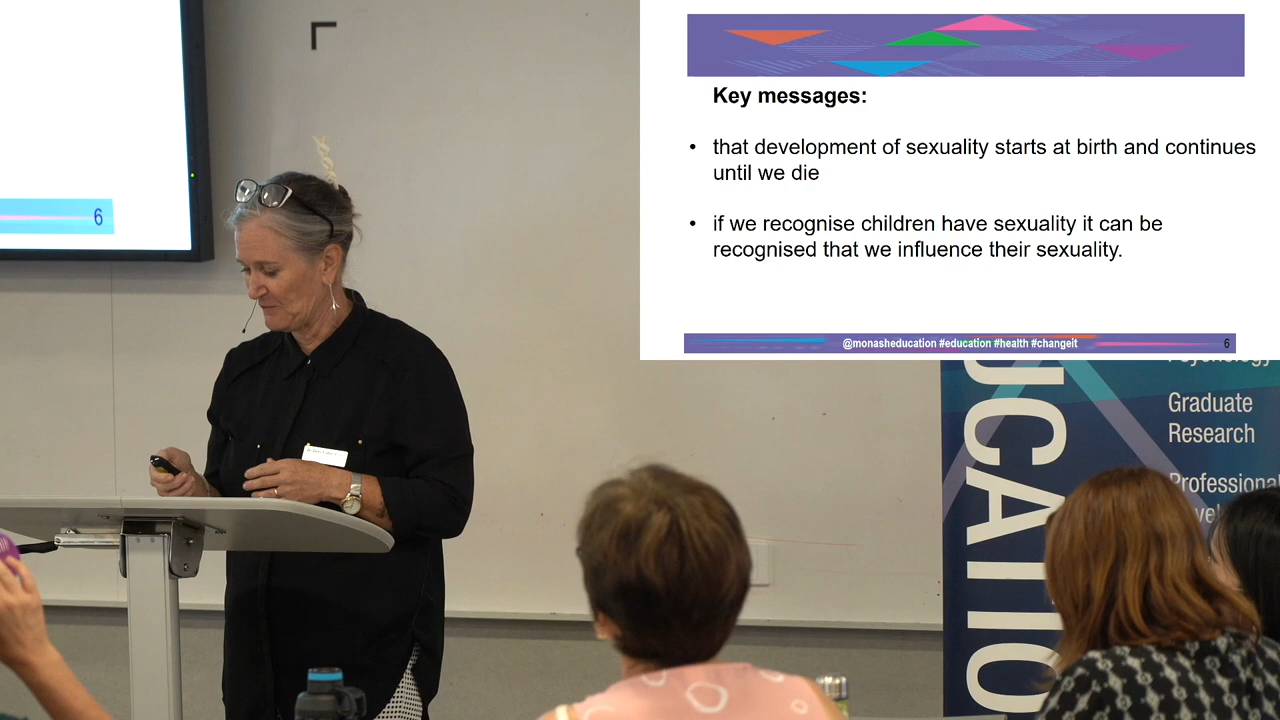 6
Key messages:
• that development of sexuality starts at birth and continues
until we die
• if we recognise children have sexuality it can be
recognised that we influence their sexuality.
@monasheducation #education #health #changeit
6
Psychology
Graduate
Research
Professional
UCATIO